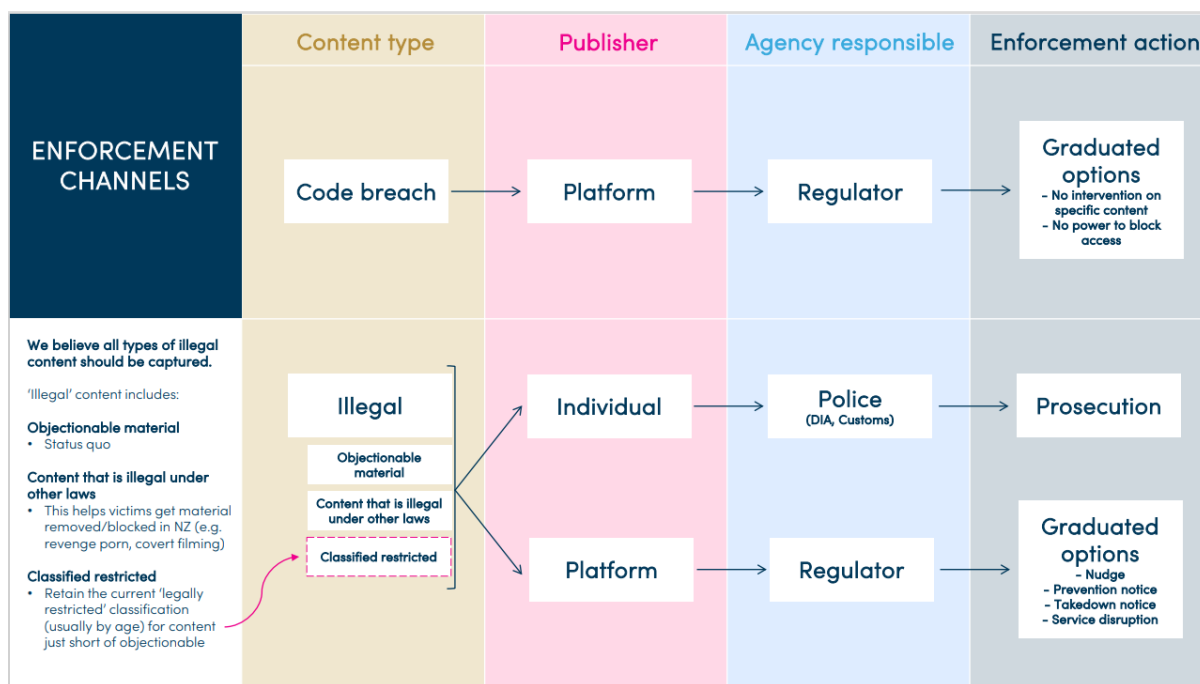 Content type
Publisher
Agency responsible
Enforcement action
ENFORCEMENT
CHANNELS
Code breach
Platform
Regulator
Graduated
options
– No intervention on
specific content
– No power to block
access
We believe all types of illegal
content should be captured.
'Illegal' content includes:
Objectionable material
• Status quo
Content that is illegal under
other laws
• This helps victims get material
removed/blocked in NZ (e.g.
revenge porn, covert filming)
Classified restricted
• Retain the current 'legally
restricted' classification
(usually by age) for content
just short of objectionable
Illegal
Objectionable
material
Content that is illegal
under other laws
Classified restricted
Individual
Police
(DIA, Customs)
Prosecution
Platform
Regulator
Graduated
options
– Nudge
– Prevention notice
– Takedown notice
– Service disruption